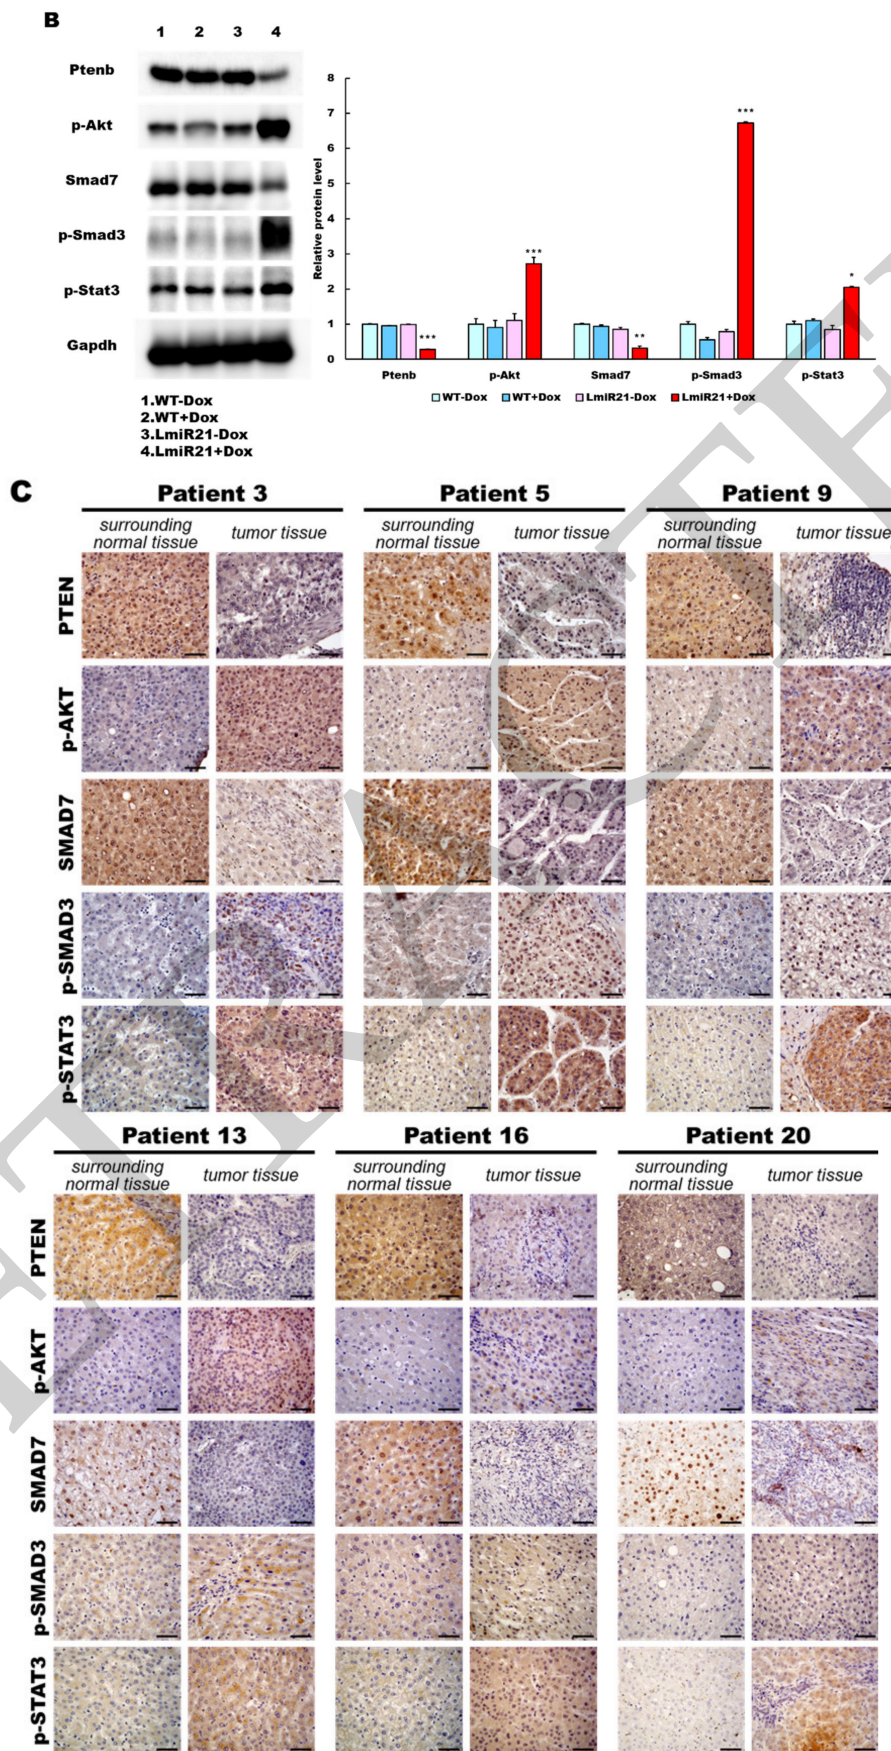 B
1 2 3 4
Ptenb
p-Akt
Smad7
p-Smad3
p-Stat3
Gapdh
1.WT-Dox
2.WT+Dox
3.LmiR21-Dox
4.LmiR21+Dox
Relative protein level
8
7
6
5
4
3
2
1
0
***
***
**
***
*
Ptenb p-Akt Smad7 p-Smad3 p-Stat3
WT-Dox WT+Dox LmiR21-Dox LmiR21+Dox
C
Patient 3 Patient 5 Patient 9
surrounding surrounding surrounding
normal tissue tumor tissue normal tissue tumor tissue normal tissue tumor tissue
PTEN
p-AKT
SMAD7
p-SMAD3
p-STAT3
Patient 13 Patient 16 Patient 20
surrounding surrounding surrounding
normal tissue tumor tissue normal tissue tumor tissue normal tissue tumor tissue
PTEN
p-AKT
SMAD7
p-SMAD3
p-STAT3